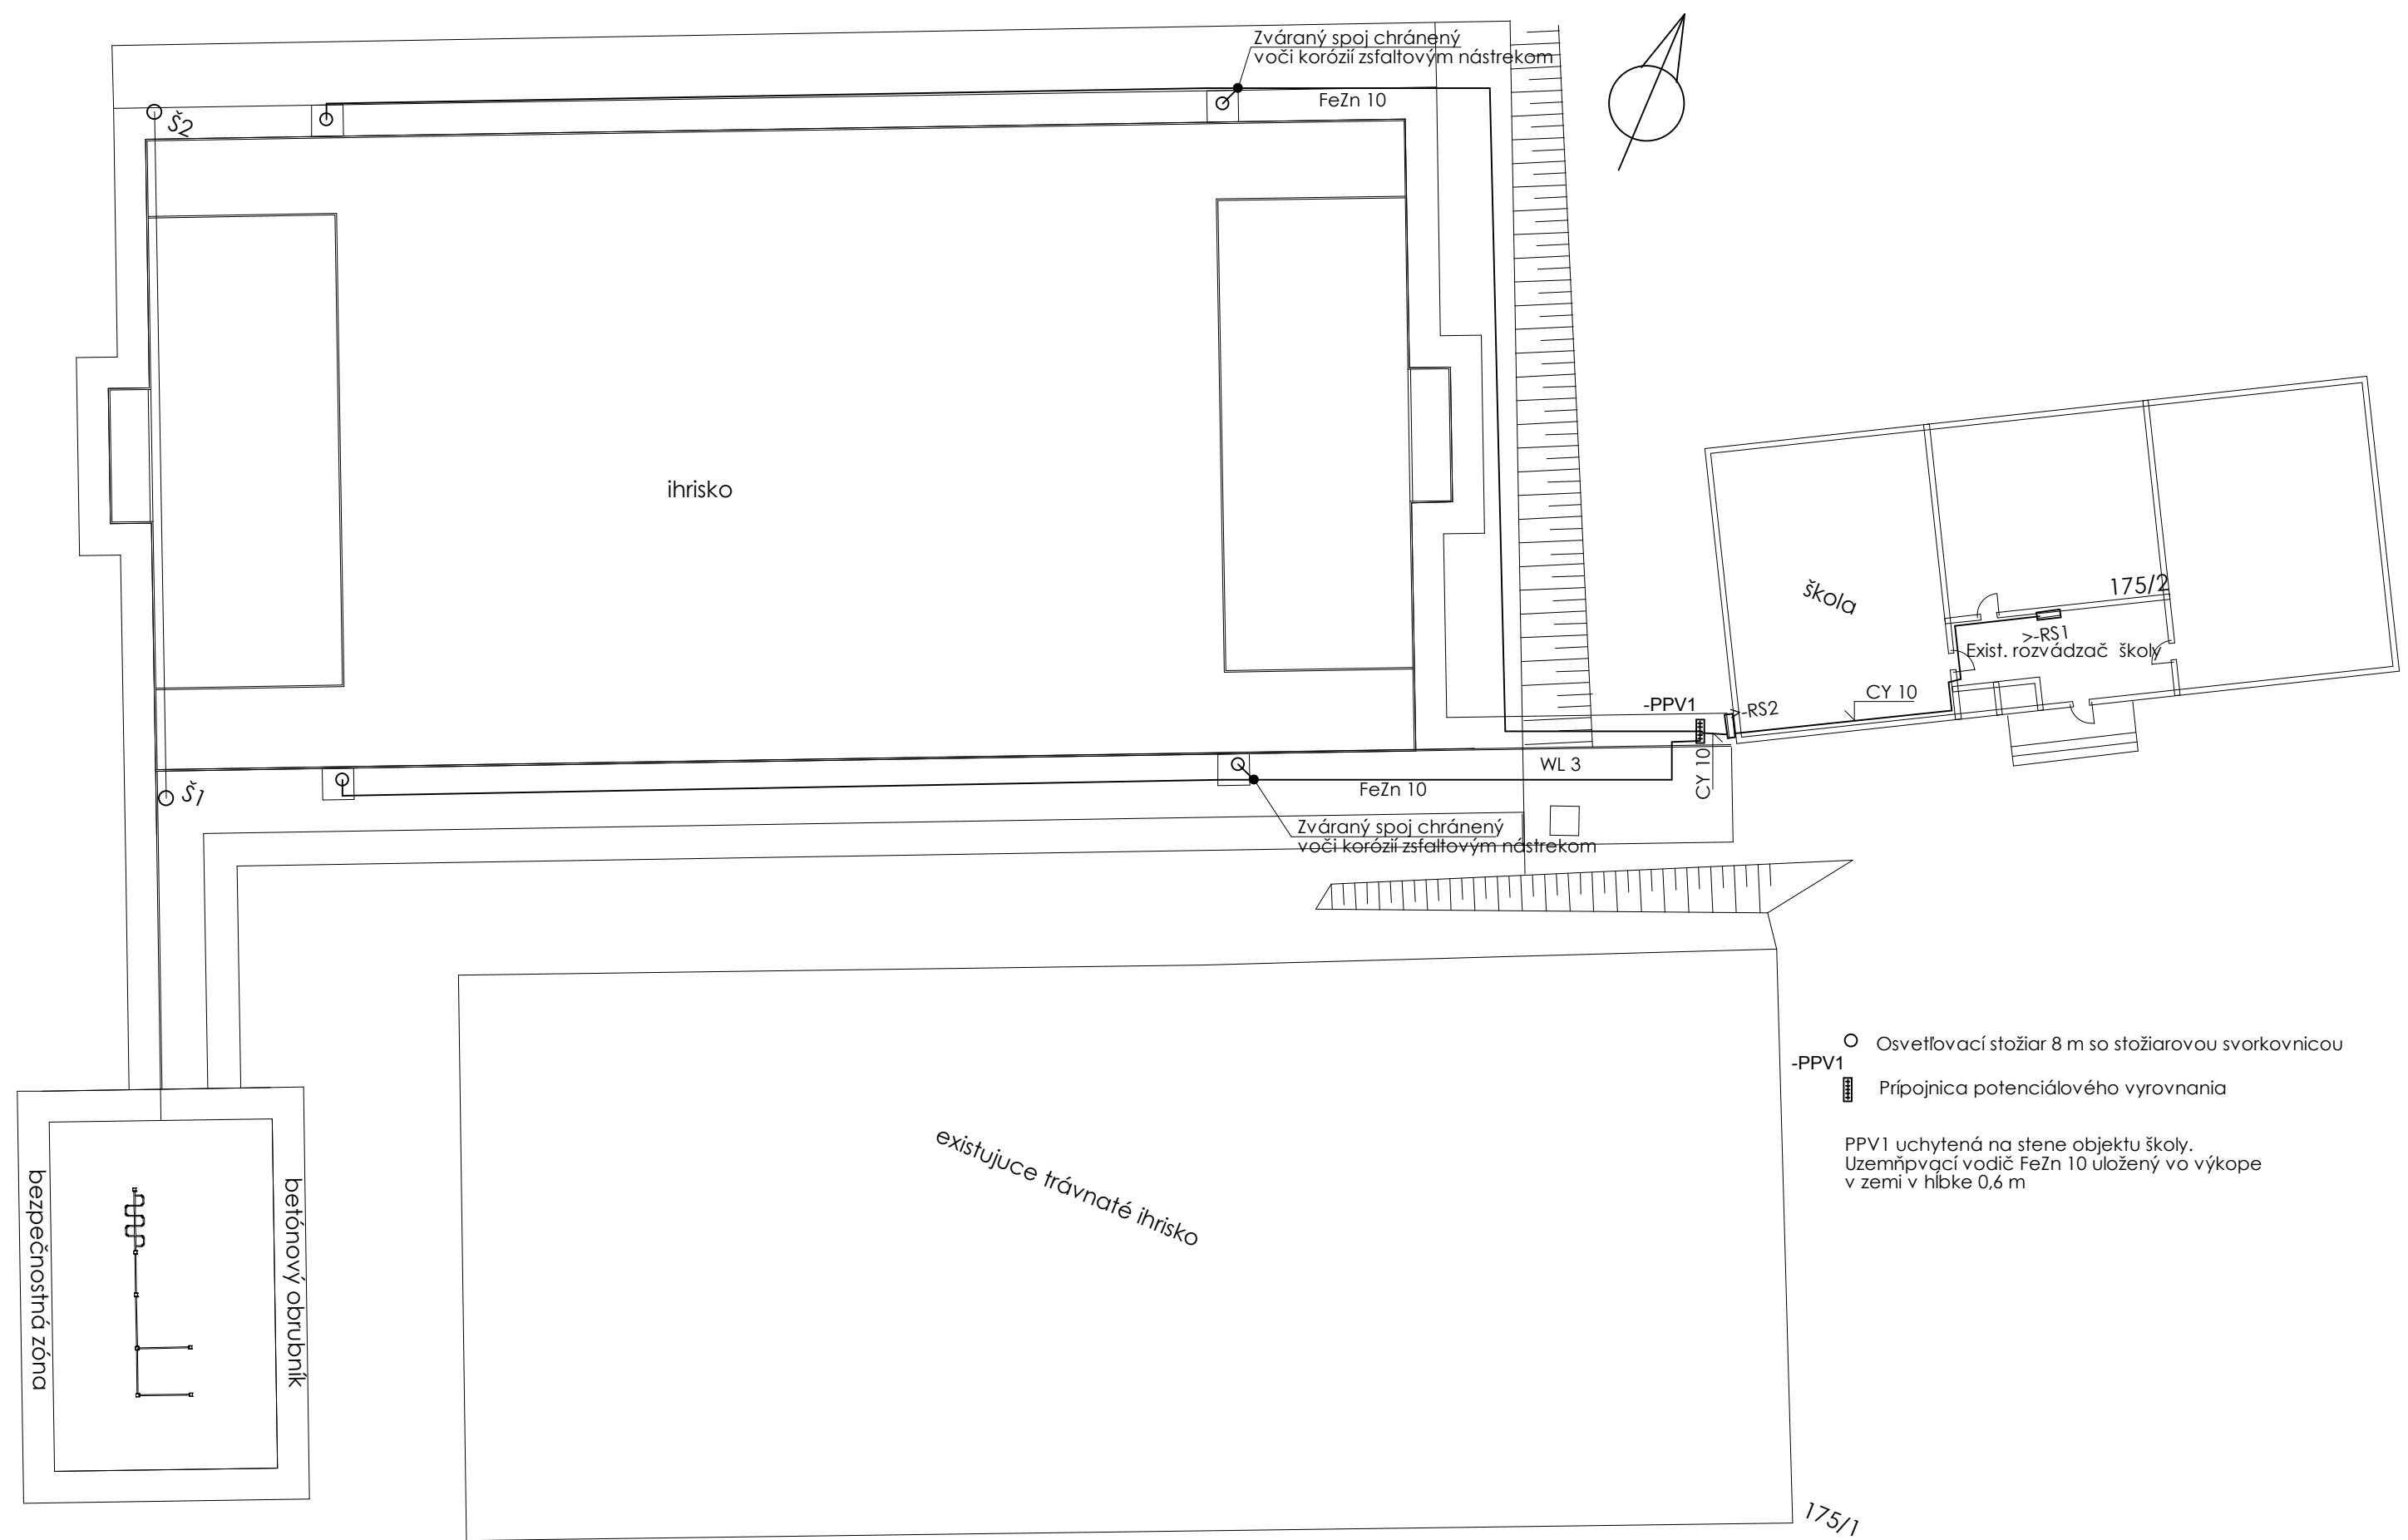 Zváraný spoj chránený
voči korózií zsfaltovým nástrekom
FeZn 10
Š2
ihrisko
škola
175/2
>-RS1
Exist. rozvádzač školy
CY 10
-PPV1
>-RS2
WL 3
CY 10
Š1
FeZn 10
Zváraný spoj chránený
voči korózií zsfaltovým nástrekom
Osvetľovací stožiar 8 m so stožiarovou svorkovnicou
-PPV1
Prípojnica potenciálového vyrovnania
PPV1 uchytená na stene objektu školy.
Uzemňpvací vodič FeZn 10 uložený vo výkope
v zemi v hĺbke 0,6 m
existujuce trávnaté ihrisko
bezpečnostná zóna
betónový obrubník
175/1